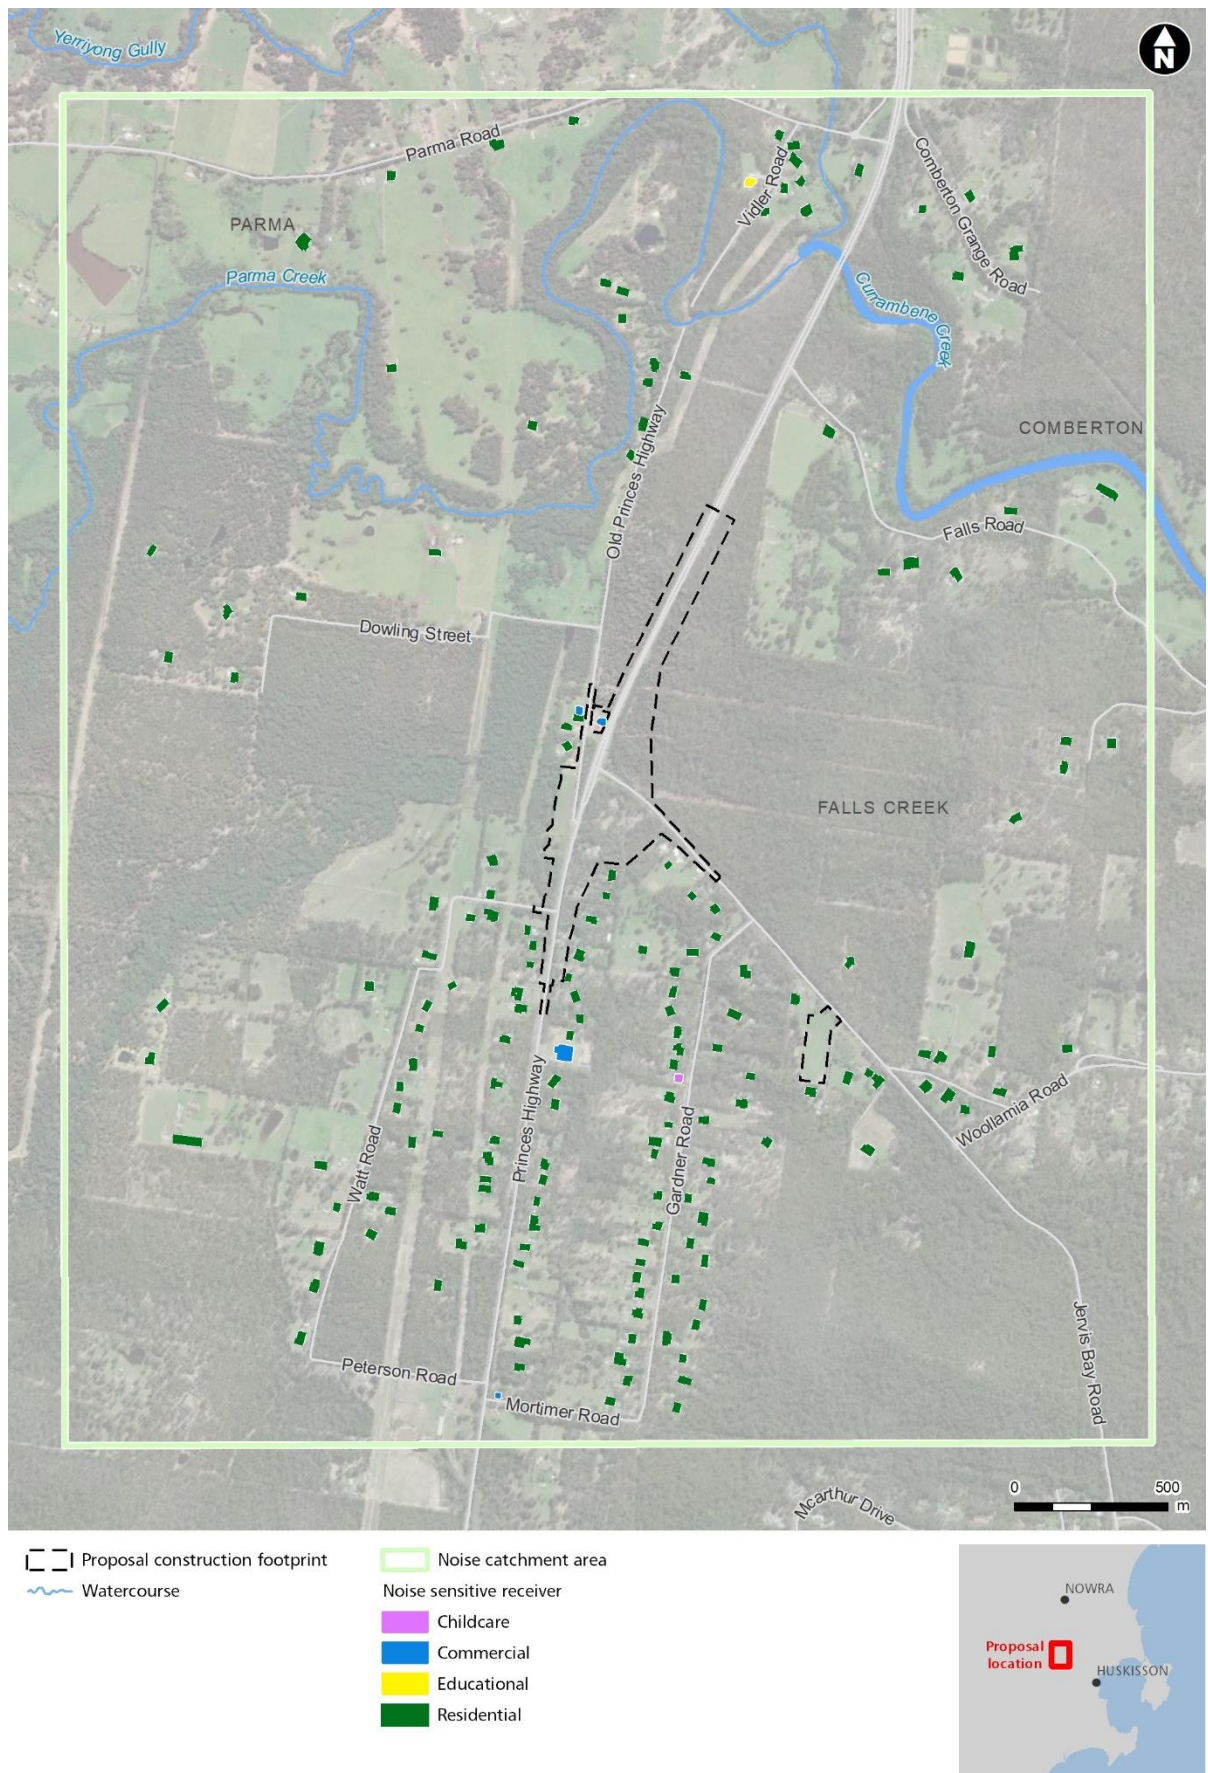 Yerriyong Gully
N
Parma Road
Vidler Road
Comberton Grange Road
PARMA
Parma Creek
Currambene Creek
COMBERTON
Old Princes Highway
Falls Road
Dowling Street
FALLS CREEK
Princes Highway
Gardner Road
Woollamia Road
Watt Road
Jervis Bay Road
Peterson Road
Mortimer Road
Mcarthur Drive
0 500
m
Proposal construction footprint
Watercourse
Noise catchment area
Noise sensitive receiver
Childcare
Commercial
Educational
Residential
NOWRA
Proposal
location
HUSKISSON